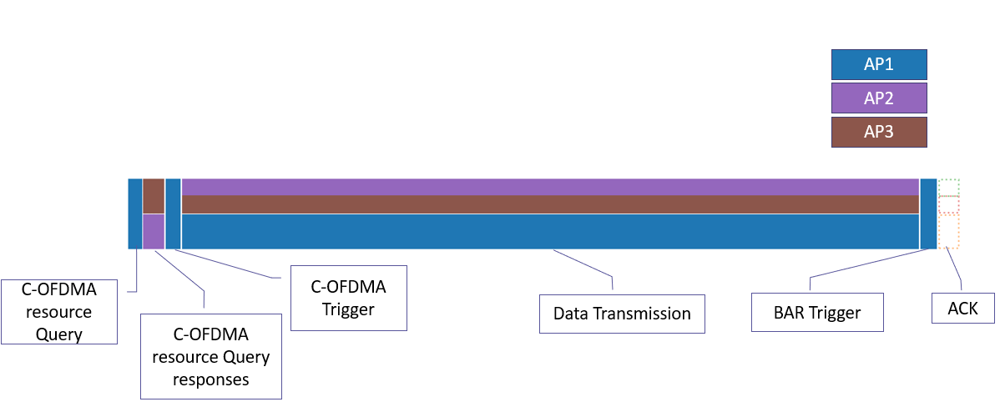 AP1
AP2
AP3
C-OFDMA
resource
Query
C-OFDMA
resource Query
responses
C-OFDMA
Trigger
Data Transmission
BAR Trigger
ACK